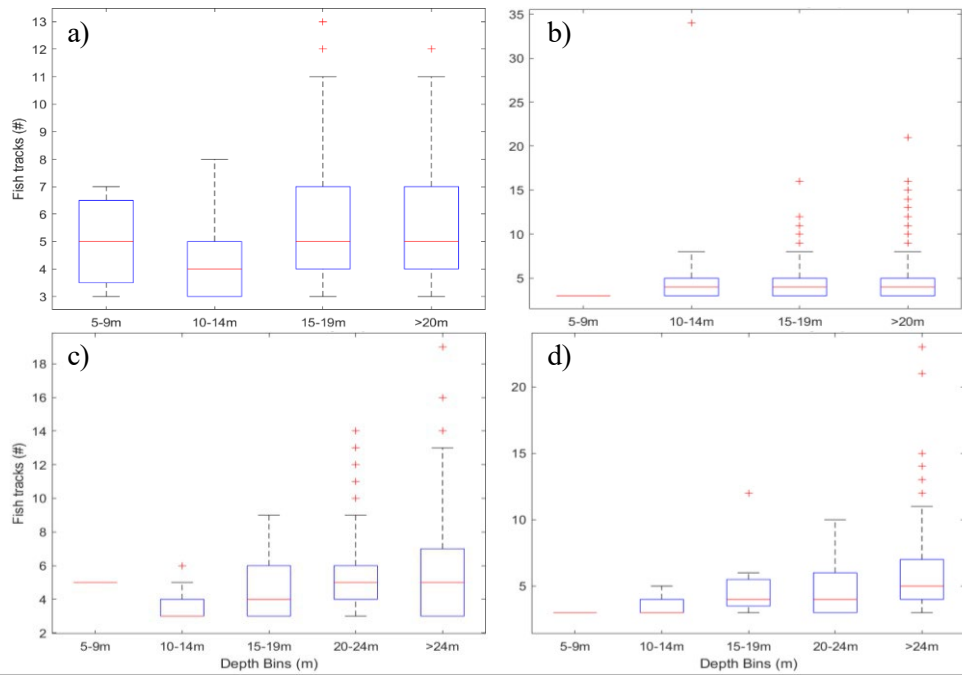 a)
13
12
11
10
9
8
7
6
5
4
3
Fish tracks (#)
5-9m 10-14m 15-19m >20m
b)
35
30
25
20
15
10
5
5-9m 10-14m 15-19m >20m
c)
18
16
14
12
10
8
6
4
2
Fish tracks (#)
5-9m 10-14m 15-19m 20-24m >24m
Depth Bins (m)
d)
20
15
10
5
5-9m 10-14m 15-19m 20-24m >24m
Depth Bins (m)